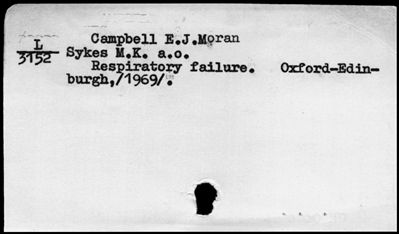 Campbell E.J.Moran
L
3152
Sykes M.K. a.o.
Respiratory failure. Oxford-Edin-
burgh,/1969/.